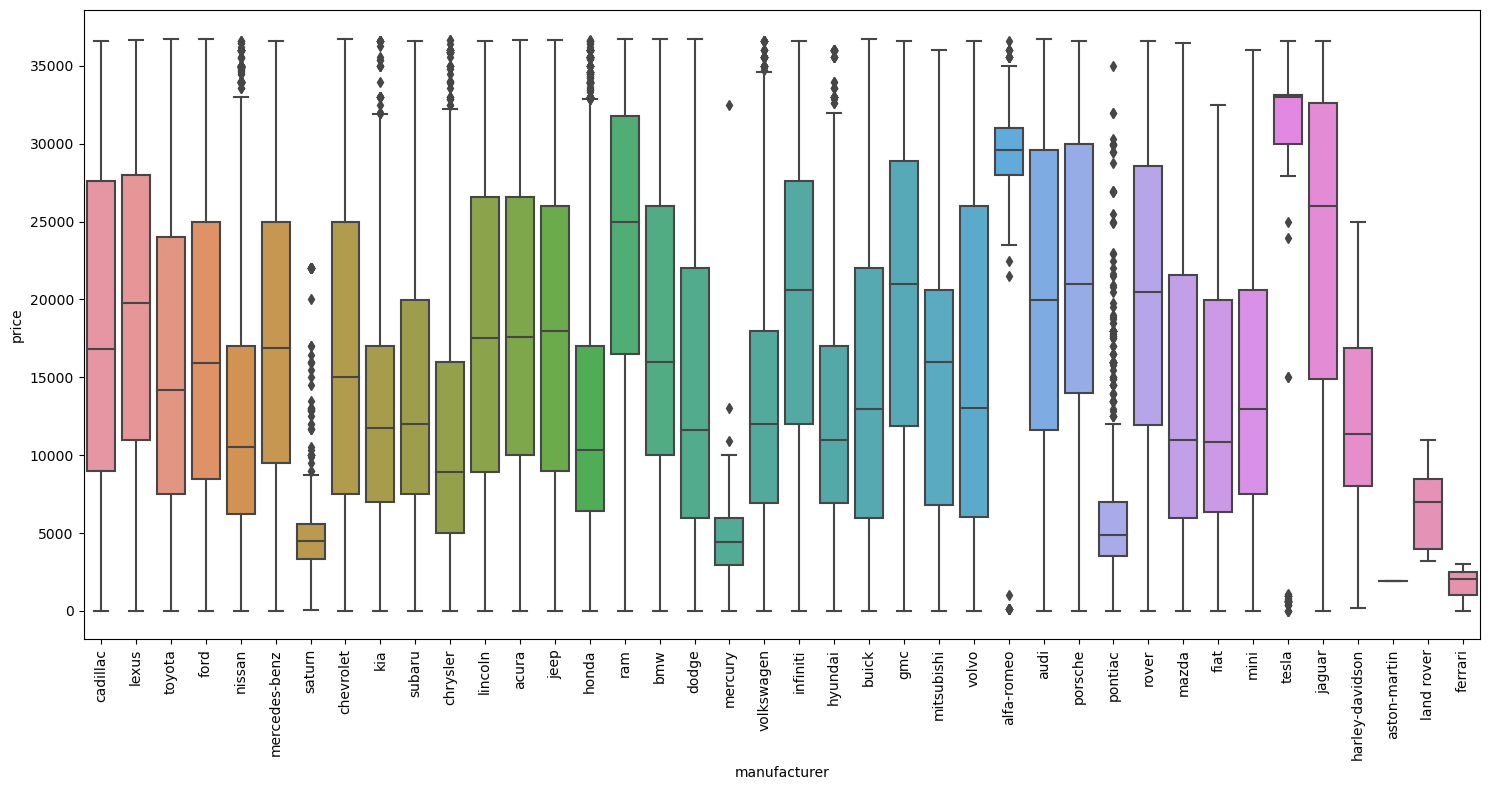 35000
30000
25000
20000
15000
10000
5000
0
price
cadillac
lexus
toyota
ford
nissan
mercedes-benz
saturn
chevrolet
kia
subaru
chrysler
lincoln
acura
jeep
honda
ram
bmw
dodge
mercury
volkswagen
infiniti
hyundai
buick
gmc
mitsubishi
volvo
alfa-romeo
audi
porsche
pontiac
rover
mazda
fiat
mini
tesla
jaguar
harley-davidson
aston-martin
land rover
ferrari
manufacturer